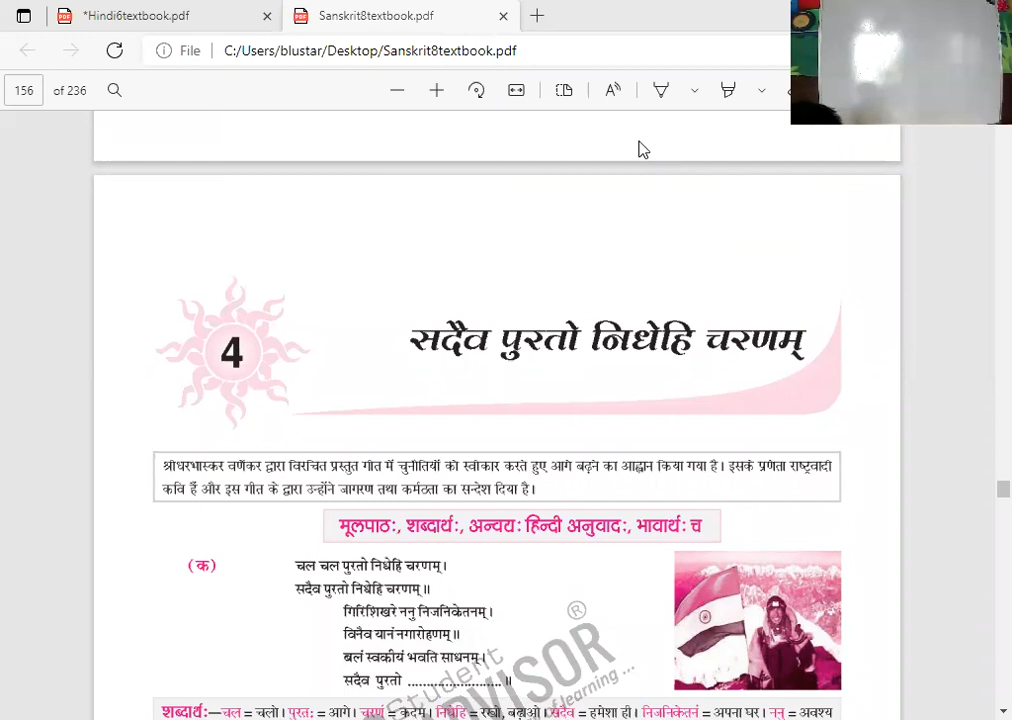 *Hindi6textbook.pdf
Sanskrit8textbook.pdf
File C:/Users/blustar/Desktop/Sanskrit8textbook.pdf
156 of 236
4
सदैव पुरतो निधेहि चरणम्
श्रीधरभास्कर वर्णेकर द्वारा विरचित प्रस्तुत गीत में चुनौतियों को स्वीकार करते हुए आगे बढ़ने का आह्वान किया गया है। इसके प्रणेता राष्ट्रवादी
कवि हैं और इस गीत के द्वारा उन्होंने जागरण तथा कर्मठता का सन्देश दिया है।
मूलपाठः, शब्दार्थः, अन्वयः हिन्दी अनुवादः, भावार्थः च
(क) चल चल पुरतो निधेहि चरणम्।
सदैव पुरतो निधेहि चरणम्॥
गिरिशिखरे ननु निजनिकेतनम्।
विनैव यानं नगारोहणम्॥
बलं स्वकीयं भवति साधनम्।
सदैव पुरतो .........................॥
Student
®
of learning...
शब्दार्थः—चल = चलो। पुरतः = आगे। चरणं = कदम। निधेहि = रखो, बढ़ाओ। सदैव = हमेशा ही। निजनिकेतनं = अपना घर। ननु = अवश्य